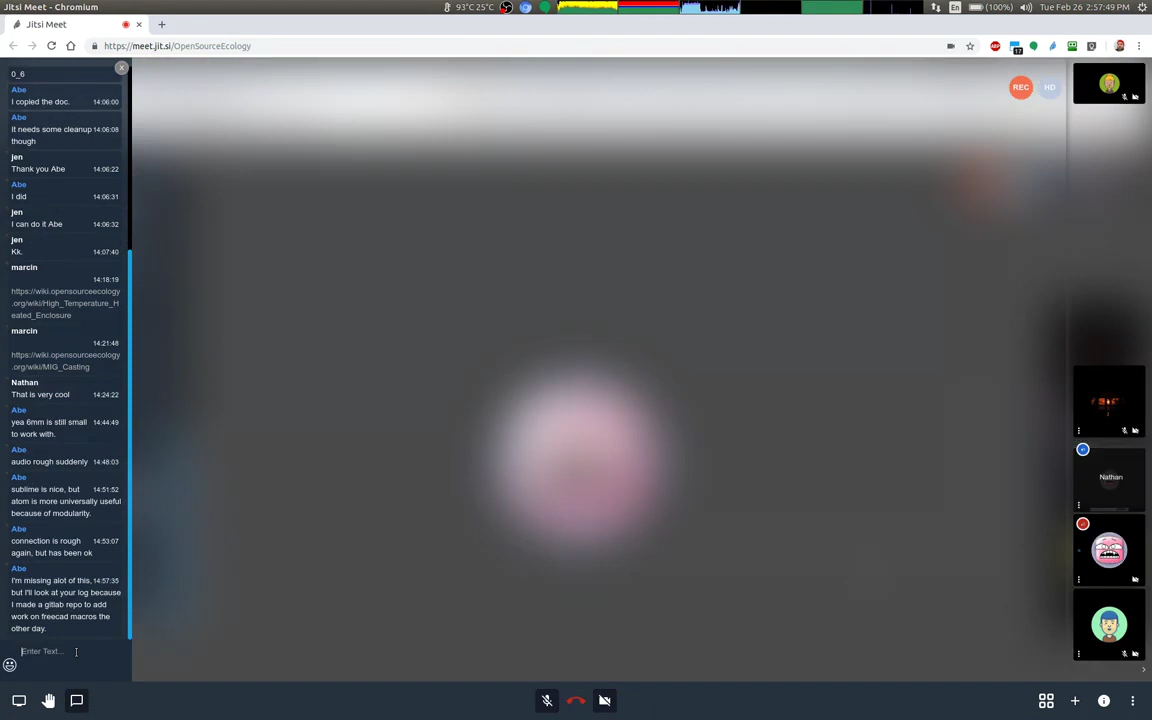 Jitsi Meet - Chromium
93°C 25°C
En
(100%)
Tue Feb 26 2:57:49 PM
Jitsi Meet
https://meet.jit.si/OpenSourceEcology
17
ABP
0_6
x
Abe
I copied the doc. 14:06:00
Abe
It needs some cleanup 14:06:08
though
jen
Thank you Abe 14:06:22
Abe
I did 14:06:31
jen
I can do it Abe 14:06:32
jen
Kk. 14:07:40
marcin
14:18:19
https://wiki.opensourceecology
.org/wiki/High_Temperature_H
eated_Enclosure
marcin
14:21:48
https://wiki.opensourceecology
.org/wiki/MIG_Casting
Nathan
That is very cool 14:24:22
Abe
yea 6mm is still small 14:44:49
to work with.
Abe
audio rough suddenly 14:48:03
Abe
sublime is nice, but 14:51:52
atom is more universally useful
because of modularity.
Abe
connection is rough 14:53:07
again, but has been ok
Abe
I'm missing alot of this, 14:57:35
but I'll look at your log because
I made a gitlab repo to add
work on freecad macros the
other day.
Enter Text...
REC
HD
Nathan